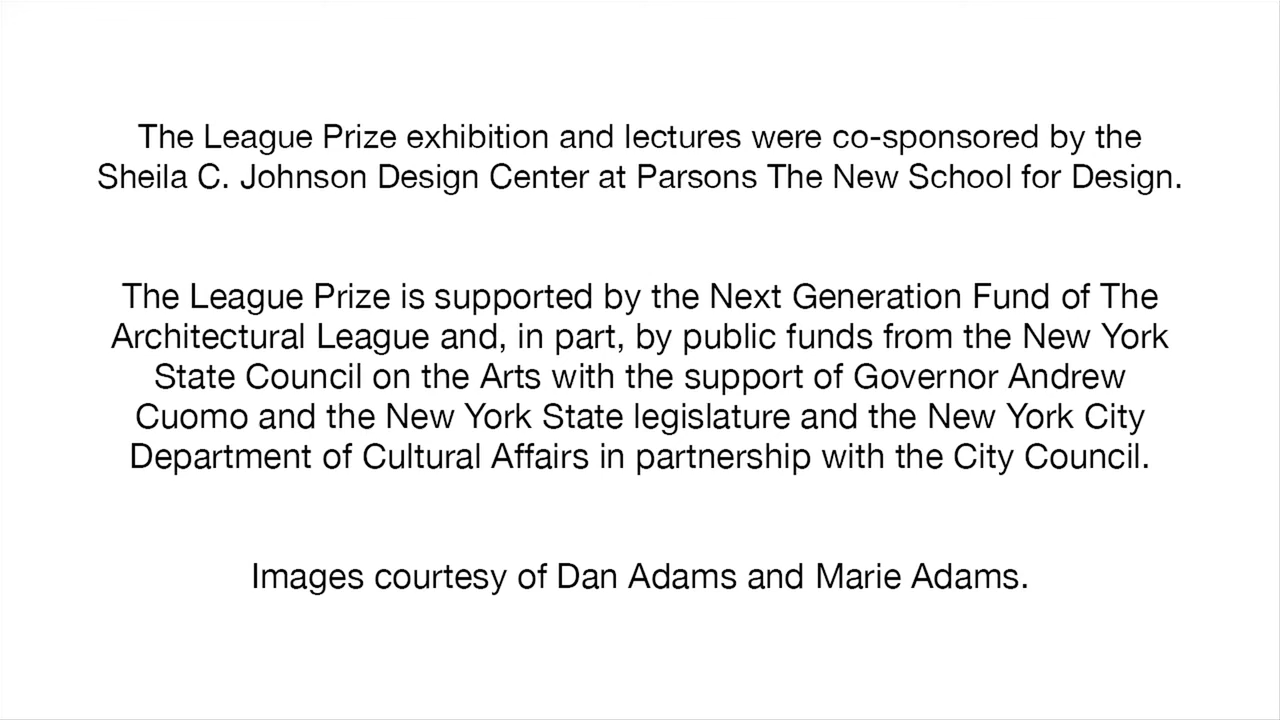 The League Prize exhibition and lectures were co-sponsored by the
Sheila C. Johnson Design Center at Parsons The New School for Design.
The League Prize is supported by the Next Generation Fund of The
Architectural League and, in part, by public funds from the New York
State Council on the Arts with the support of Governor Andrew
Cuomo and the New York State legislature and the New York City
Department of Cultural Affairs in partnership with the City Council.
Images courtesy of Dan Adams and Marie Adams.